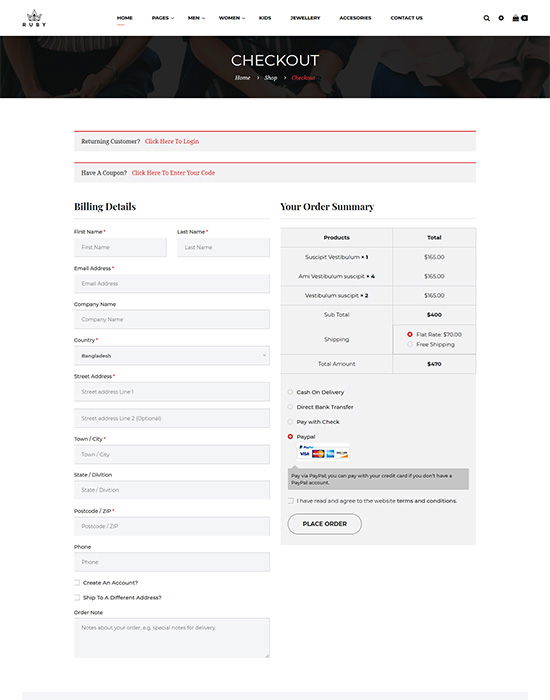 RUBY
HOME PAGES MEN WOMEN KIDS JEWELLERY ACCESORIES CONTACT US 0
CHECKOUT
Home > Shop > Checkout
Returning Customer? Click Here To Login
Have A Coupon? Click Here To Enter Your Code
Billing Details
First Name * Last Name *
First Name Last Name
Email Address *
Email Address
Company Name
Company Name
Country *
Bangladesh
Street Address *
Street address Line 1
Street address Line 2 (Optional)
Town / City *
Town / City
State / Divition
State / Divition
Postcode / ZIP *
Postcode / ZIP
Phone
Phone
Create An Account?
Ship To A Different Address?
Order Note
Notes about your order, e.g. special notes for delivery.
Your Order Summary
Products Total
Suscipit Vestibulum × 1 $165.00
Ami Vestibulum suscipit × 4 $165.00
Vestibulum suscipit × 2 $165.00
Sub Total $400
Shipping Flat Rate: $70.00
Free Shipping
Total Amount $470
Cash On Delivery
Direct Bank Transfer
Pay with Check
Paypal
PayPal
VISA
Pay via PayPal; you can pay with your credit card if you don't have a
PayPal account.
I have read and agree to the website terms and conditions.
PLACE ORDER